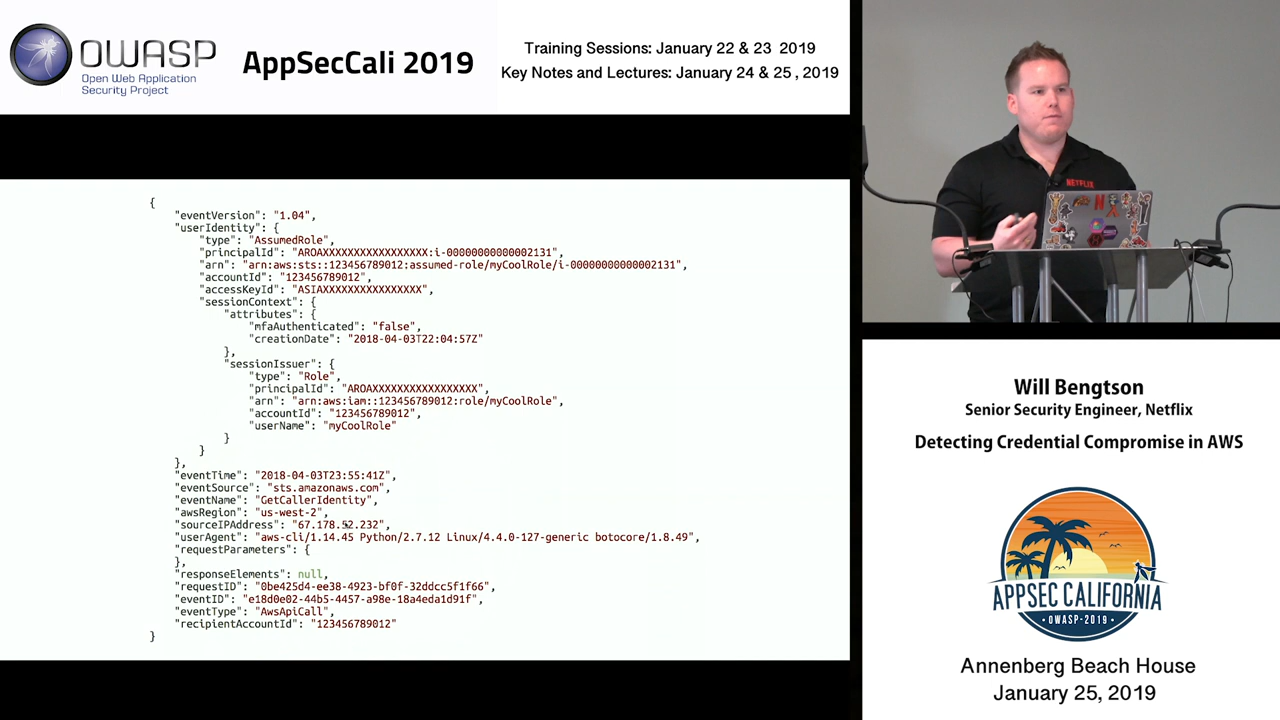 OWASP
Open Web Application
Security Project
AppSecCali 2019
Training Sessions: January 22 & 23 2019
Key Notes and Lectures: January 24 & 25 , 2019
{
"eventVersion": "1.04",
"userIdentity": {
"type": "AssumedRole",
"principalId": "AROAXXXXXXXXXXXXXXXXX:i-00000000000002131",
"arn": "arn:aws:sts::123456789012:assumed-role/myCoolRole/i-00000000000002131",
"accountId": "123456789012",
"accessKeyId": "ASIAXXXXXXXXXXXXXXXX",
"sessionContext": {
"attributes": {
"mfaAuthenticated": "false",
"creationDate": "2018-04-03T22:04:57Z"
},
"sessionIssuer": {
"type": "Role",
"principalId": "AROAXXXXXXXXXXXXXXXXX",
"arn": "arn:aws:iam::123456789012:role/myCoolRole",
"accountId": "123456789012",
"userName": "myCoolRole"
}
}
},
"eventTime": "2018-04-03T23:55:41Z",
"eventSource": "sts.amazonaws.com",
"eventName": "GetCallerIdentity",
"awsRegion": "us-west-2",
"sourceIPAddress": "67.178.52.232",
"userAgent": "aws-cli/1.14.45 Python/2.7.12 Linux/4.4.0-127-generic botocore/1.8.49",
"requestParameters": {
},
"responseElements": null,
"requestID": "0be425d4-ee38-4923-bf0f-32ddcc5f1f66",
"eventID": "e18d0e02-44b5-4457-a98e-18a4eda1d91f",
"eventType": "AwsApiCall",
"recipientAccountId": "123456789012"
}
NETFLIX
N
Will Bengtson
Senior Security Engineer, Netflix
Detecting Credential Compromise in AWS
APPSEC CALIFORNIA
· OWASP-2019 ·
Annenberg Beach House
January 25, 2019